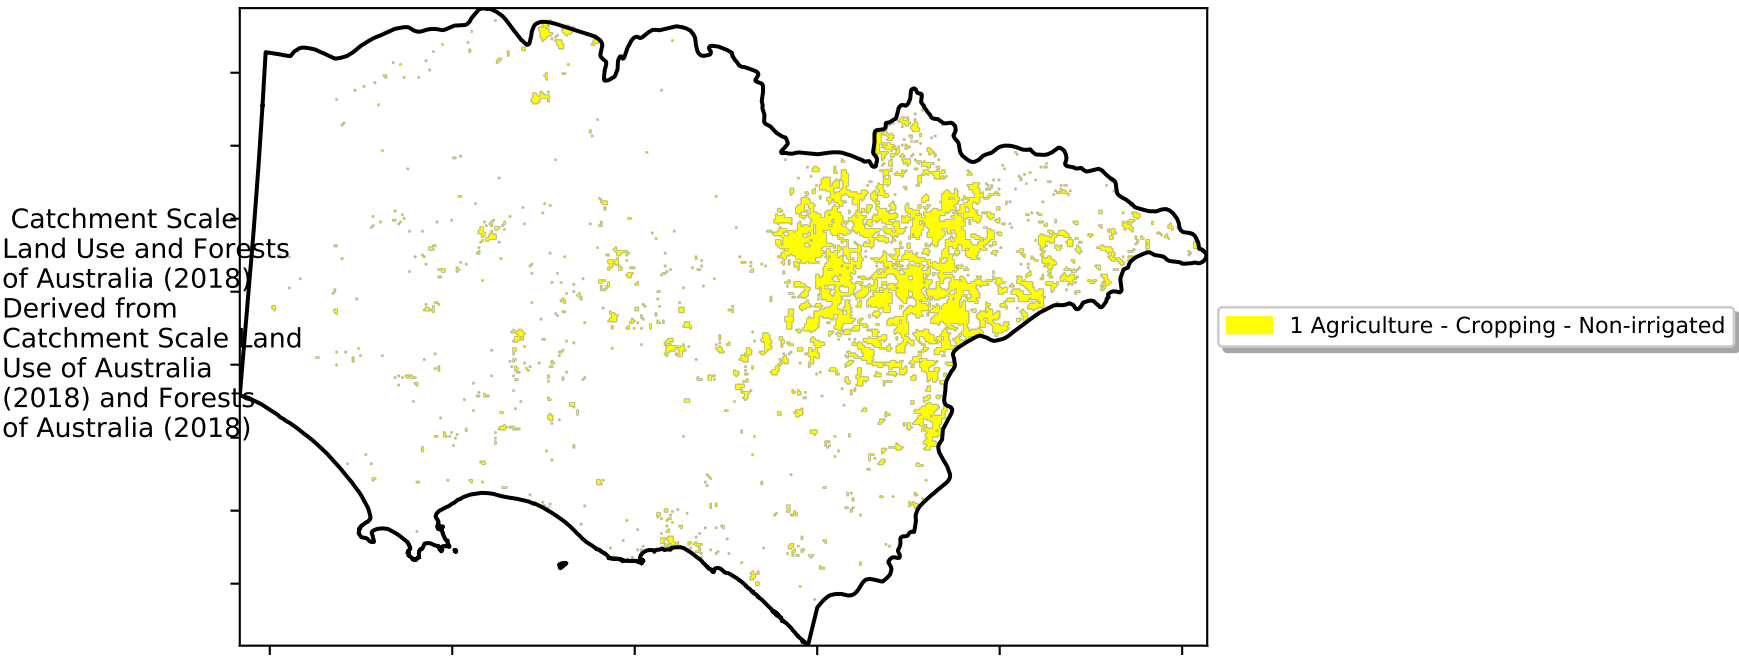 Catchment Scale
Land Use and Forests
of Australia (2018)
Derived from
Catchment Scale Land
Use of Australia
(2018) and Forests
of Australia (2018)
1 Agriculture - Cropping - Non-irrigated